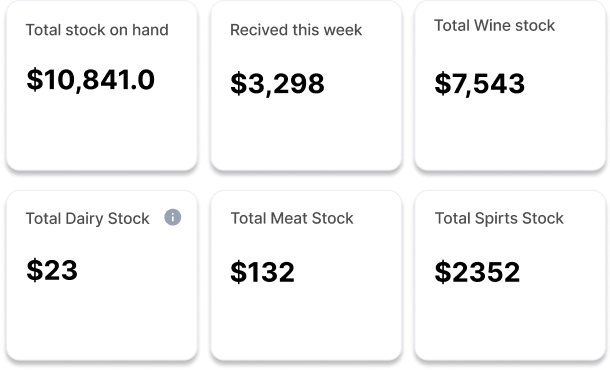 Total stock on hand
$10,841.0
Recived this week
$3,298
Total Wine stock
$7,543
Total Dairy Stock
$23
Total Meat Stock
$132
Total Spirts Stock
$2352